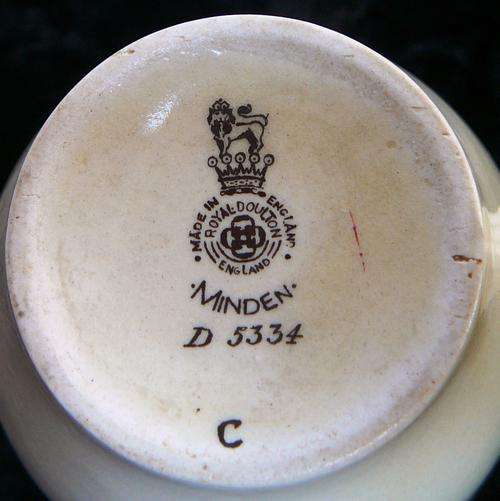 MADE IN ENGLAND
ROYAL DOULTON
ENGLAND
MINDEN
D 5334
C